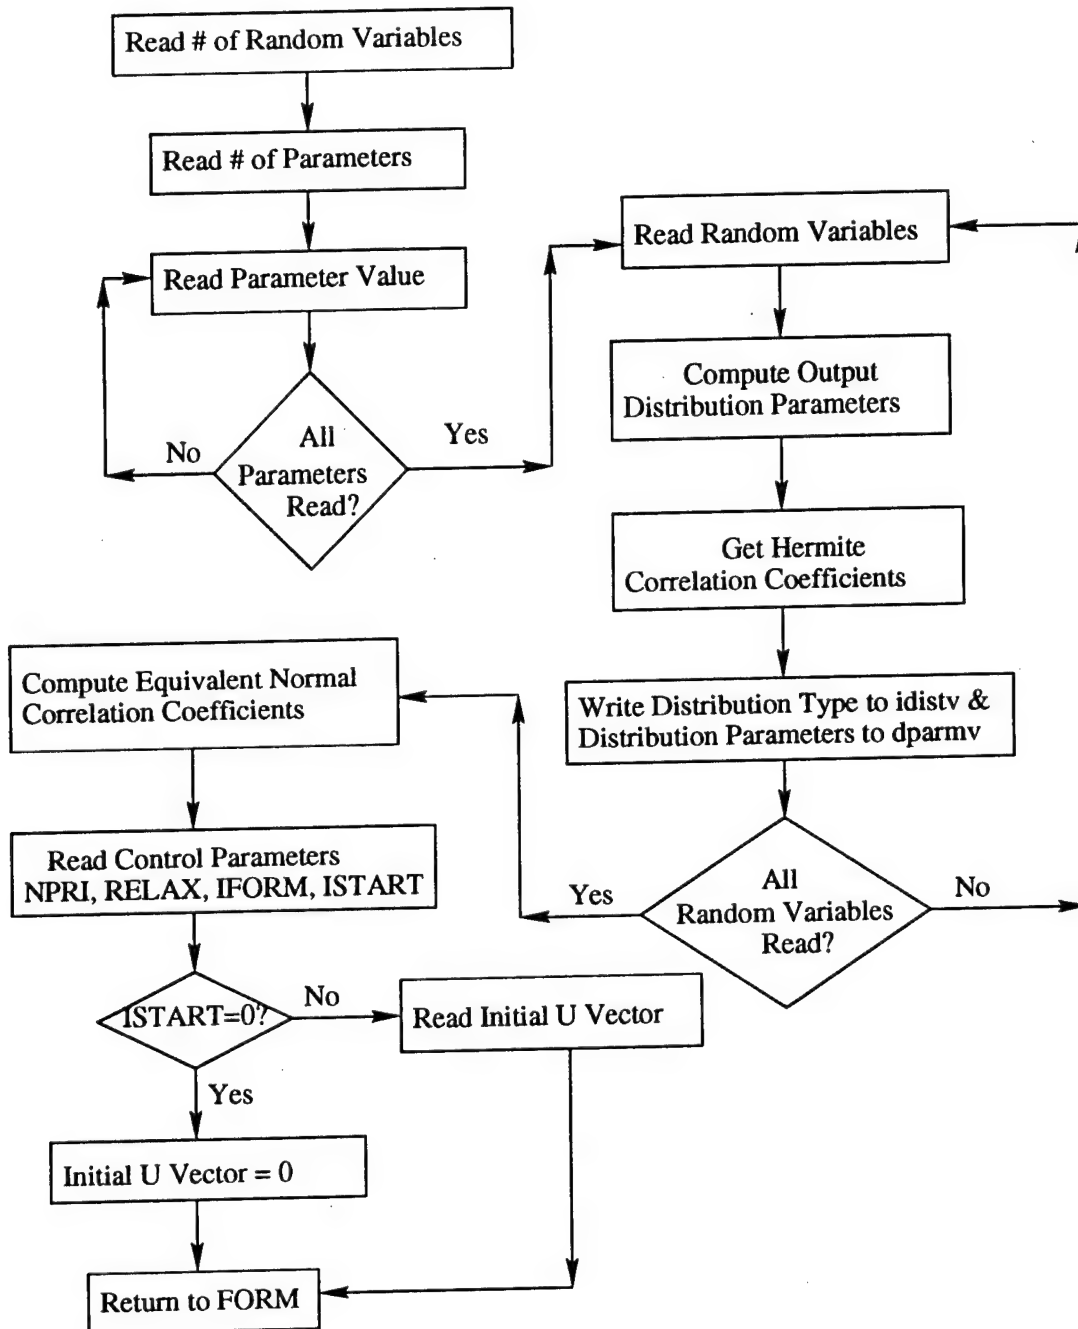 Read # of Random Variables
Read # of Parameters
Read Parameter Value
All
Parameters
Read?
No
Yes
Read Random Variables
Compute Output
Distribution Parameters
Get Hermite
Correlation Coefficients
Write Distribution Type to idistv &
Distribution Parameters to dparmv
All
Random Variables
Read?
Yes
No
Compute Equivalent Normal
Correlation Coefficients
Read Control Parameters
NPRI, RELAX, IFORM, ISTART
ISTART=0?
No
Read Initial U Vector
Yes
Initial U Vector = 0
Return to FORM